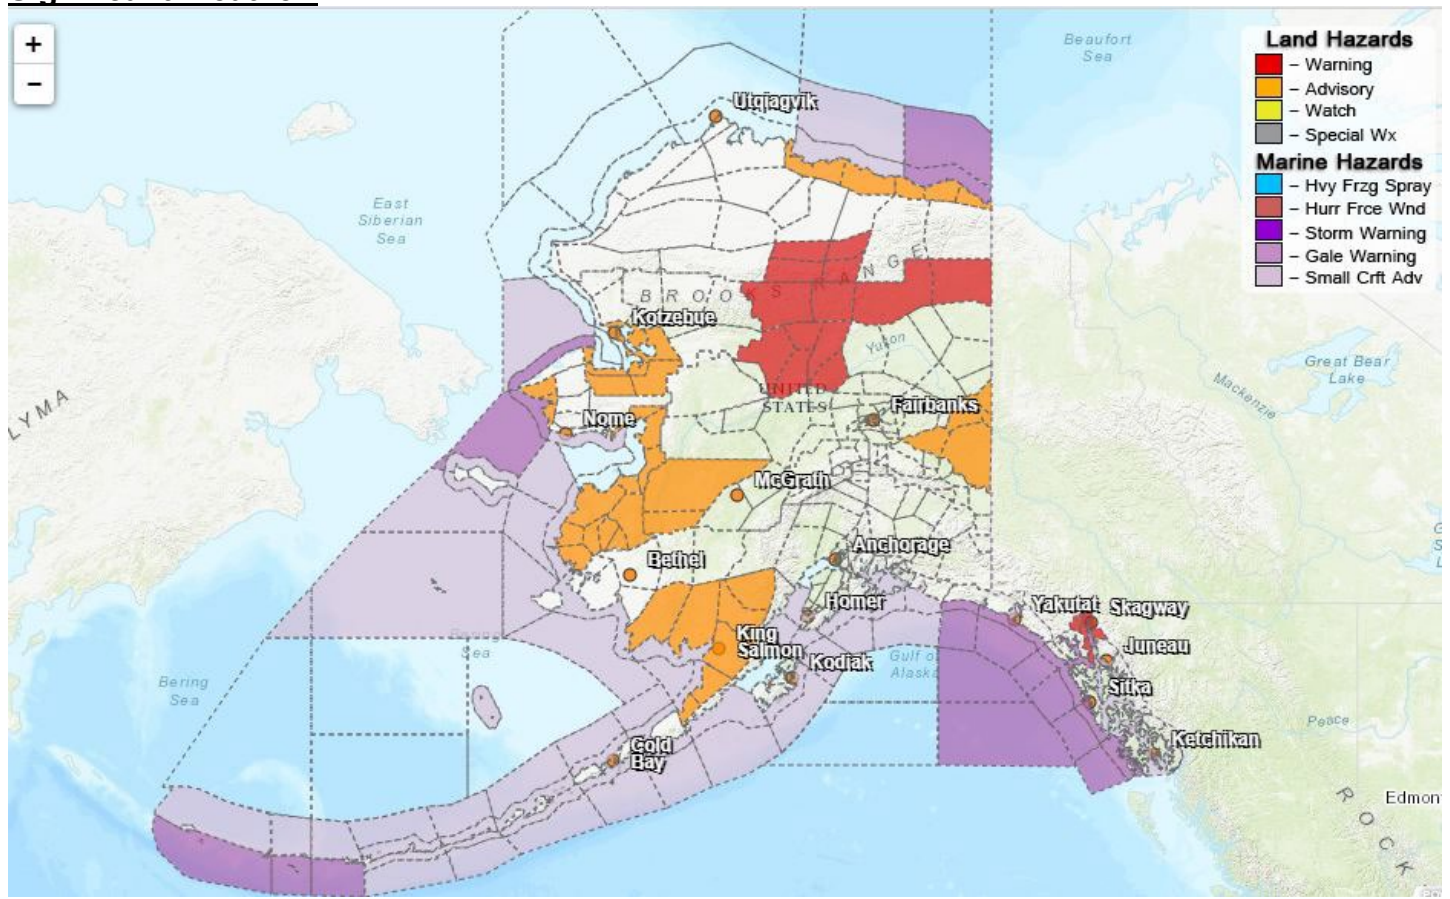 +
−
Beaufort
Sea
Land Hazards
– Warning
– Advisory
– Watch
– Special Wx
Marine Hazards
– Hvy Frzg Spray
– Hurr Frce Wnd
– Storm Warning
– Gale Warning
– Small Crft Adv
Utqiagvik
East
Siberian
Sea
BROOKS RANGE
Kotzebue
Yukon
Great Bear
Lake
Mackenzie
LYMA
UNITED
STATES
Nome
Fairbanks
McGrath
Anchorage
Bethel
Homer
Yakutat
Skagway
King
Salmon
Juneau
Bering
Sea
Kodiak
Gulf of
Alaska
Bering
Sea
Sitka
Peace
Ketchikan
Cold
Bay
Edmon
ROCK